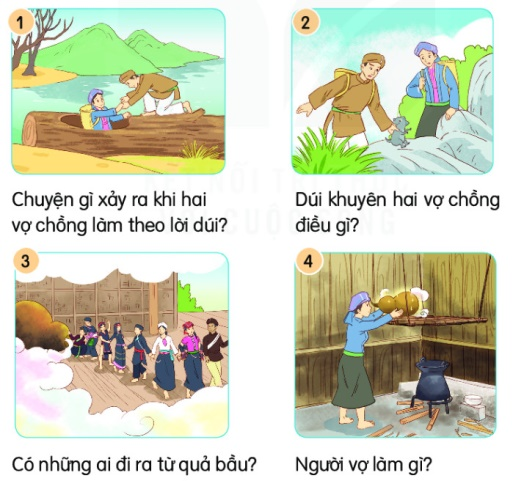 1
2
Chuyện gì xảy ra khi hai
vợ chồng làm theo lời dúi?
Dúi khuyên hai vợ chồng
điều gì?
3
4
Có những ai đi ra từ quả bầu?
Người vợ làm gì?